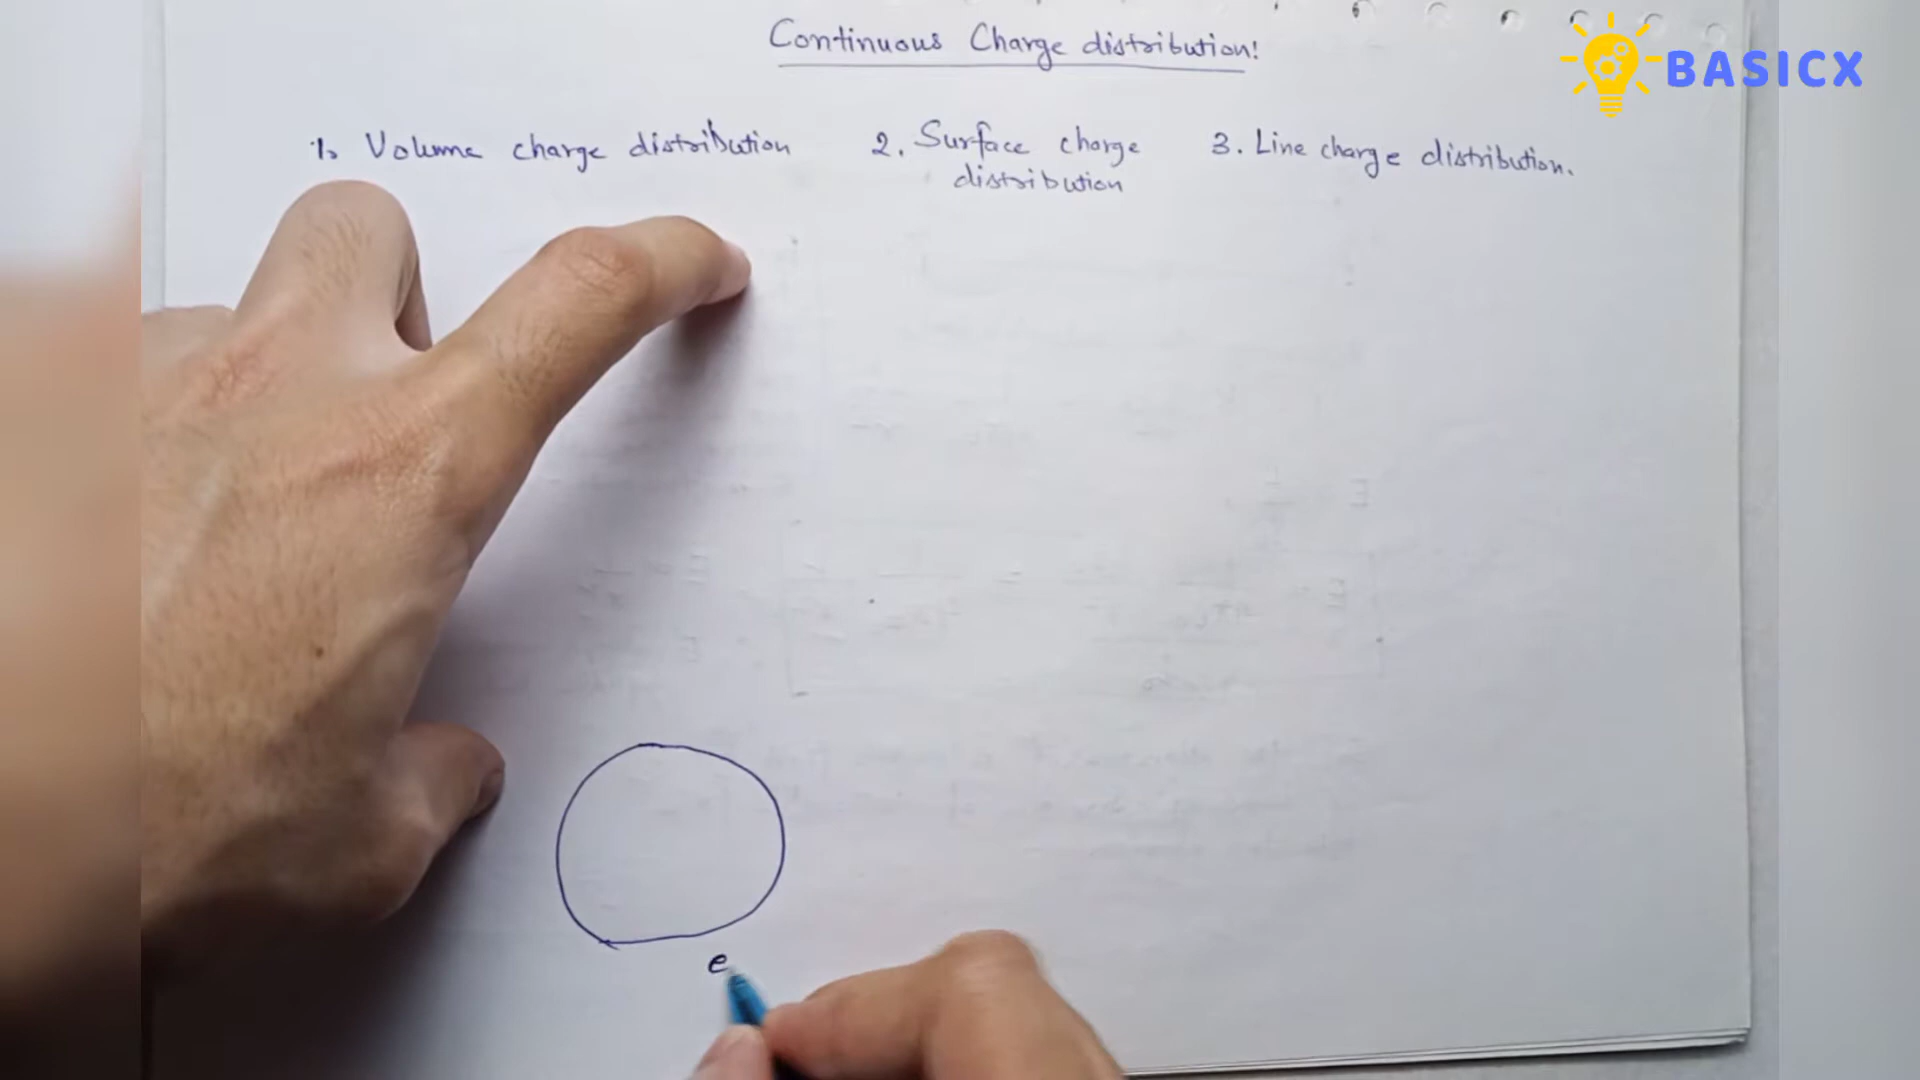 Continuous Charge distribution!
BASICX
1. Volume charge distribution
2. Surface charge
distribution
3. Line charge distribution.
e